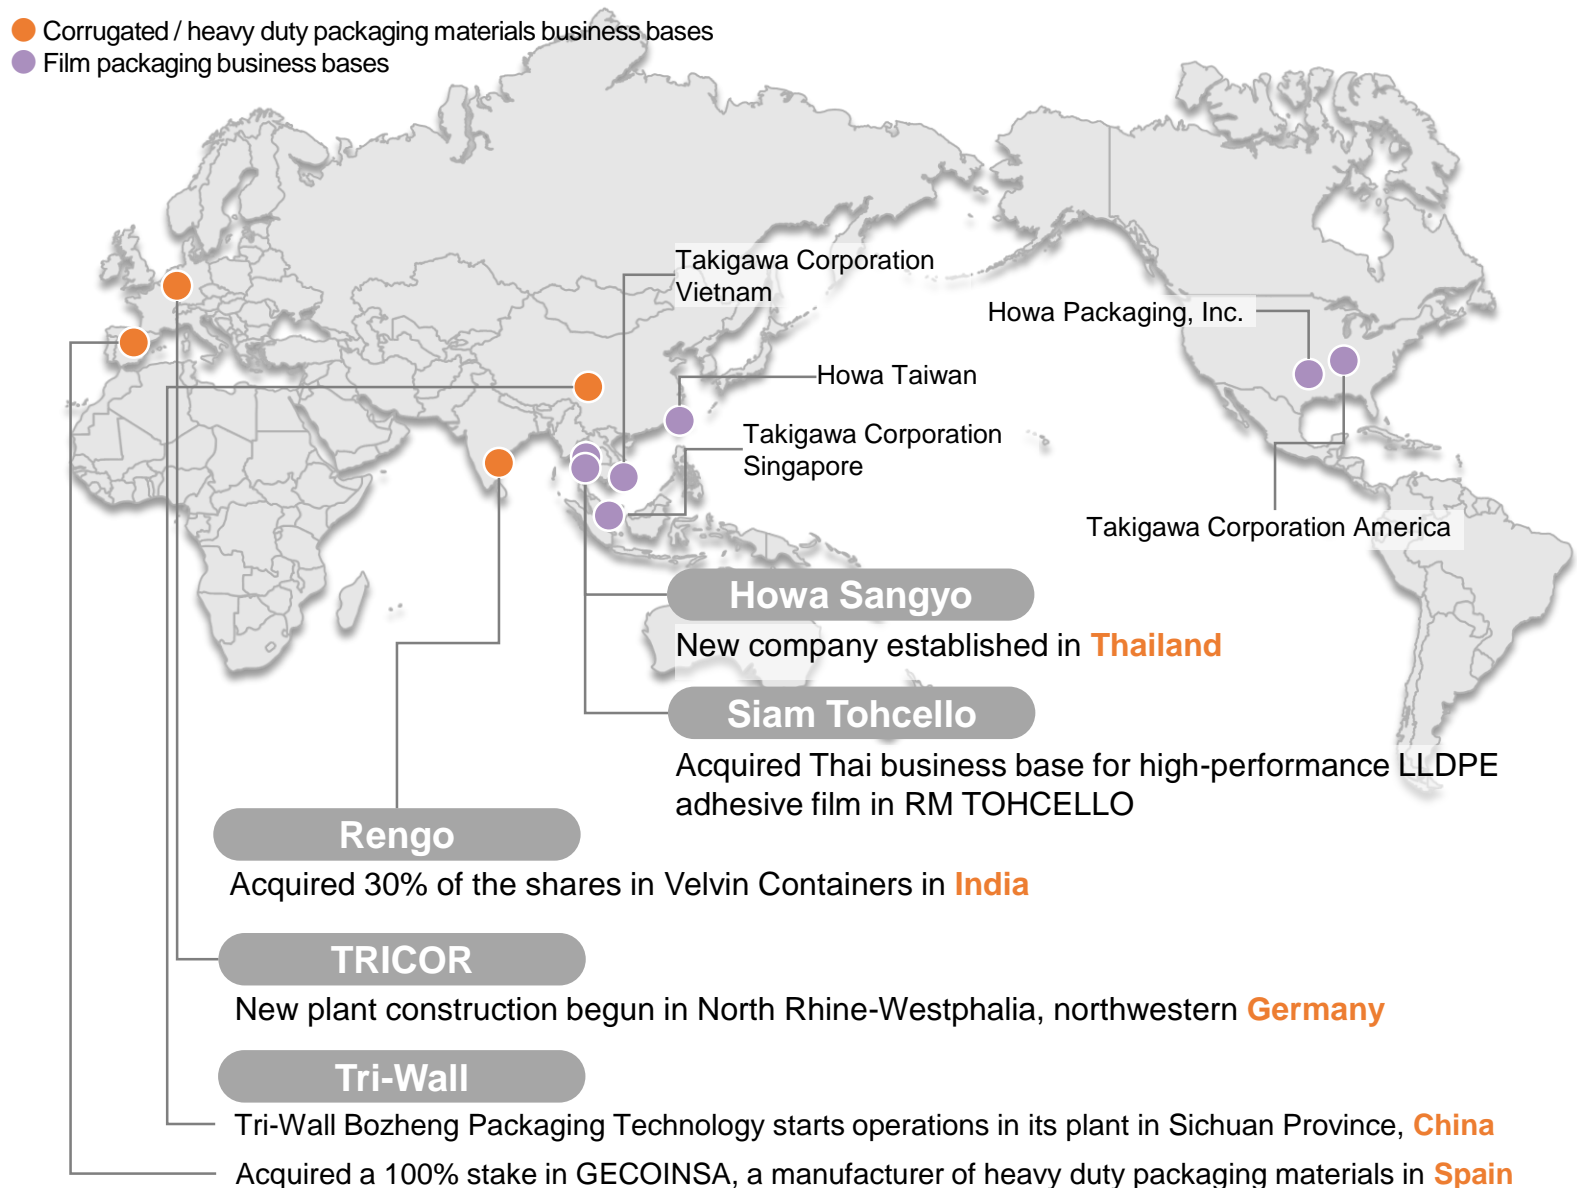 Corrugated / heavy duty packaging materials business bases
Film packaging business bases
Takigawa Corporation
Vietnam
Howa Packaging, Inc.
Howa Taiwan
Takigawa Corporation
Singapore
Takigawa Corporation America
Howa Sangyo
New company established in Thailand
Siam Tohcello
Acquired Thai business base for high-performance LLDPE
adhesive film in RM TOHCELLO
Rengo
Acquired 30% of the shares in Velvin Containers in India
TRICOR
New plant construction begun in North Rhine-Westphalia, northwestern Germany
Tri-Wall
Tri-Wall Bozheng Packaging Technology starts operations in its plant in Sichuan Province, China
Acquired a 100% stake in GECOINSA, a manufacturer of heavy duty packaging materials in Spain